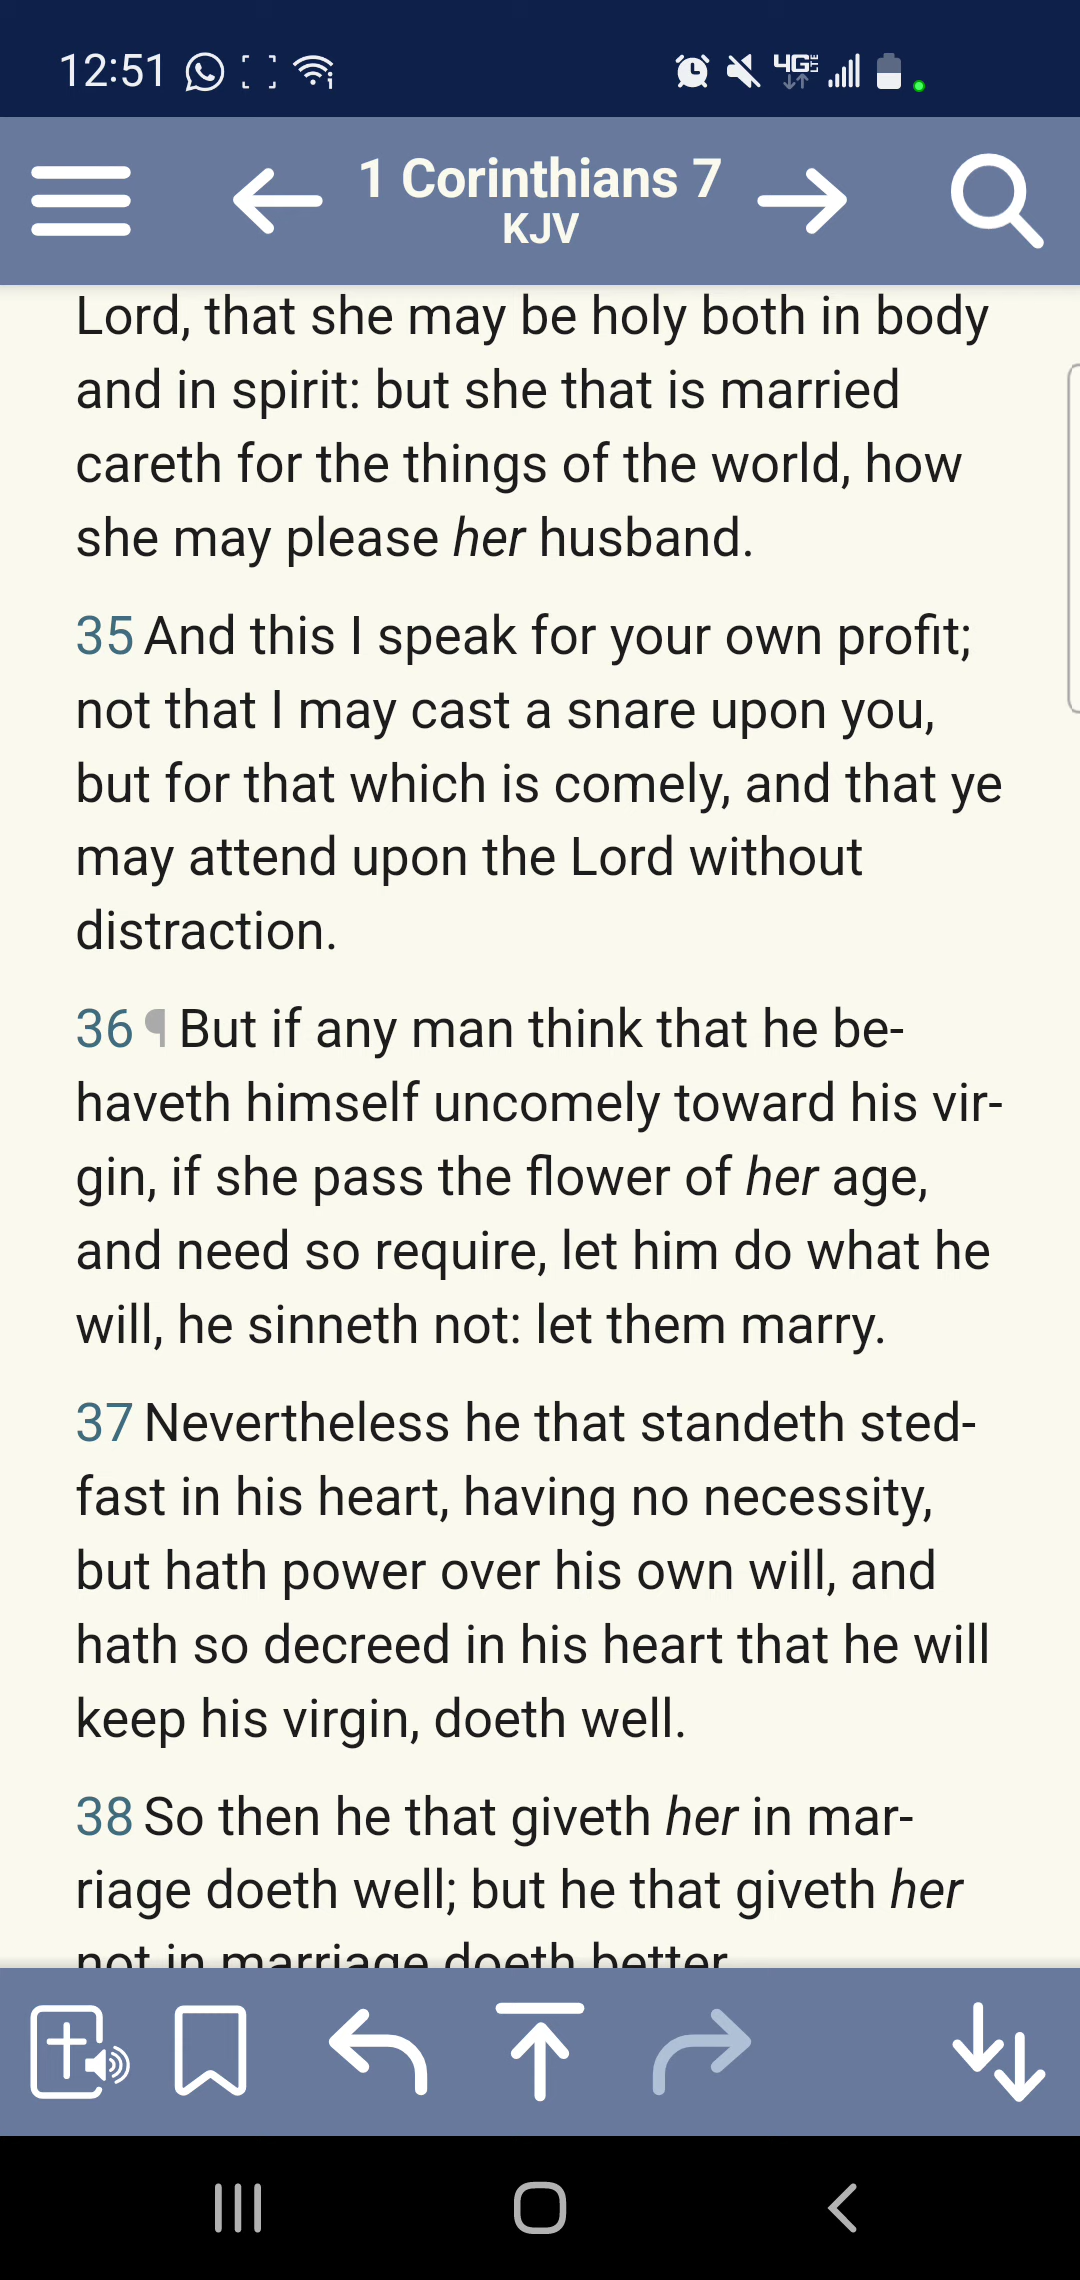 12:51
4G LTE
1 Corinthians 7
KJV
Lord, that she may be holy both in body
and in spirit: but she that is married
careth for the things of the world, how
she may please her husband.
35 And this I speak for your own profit;
not that I may cast a snare upon you,
but for that which is comely, and that ye
may attend upon the Lord without
distraction.
36 ¶ But if any man think that he be-
haveth himself uncomely toward his vir-
gin, if she pass the flower of her age,
and need so require, let him do what he
will, he sinneth not: let them marry.
37 Nevertheless he that standeth sted-
fast in his heart, having no necessity,
but hath power over his own will, and
hath so decreed in his heart that he will
keep his virgin, doeth well.
38 So then he that giveth her in mar-
riage doeth well; but he that giveth her
not in marriage doeth better.